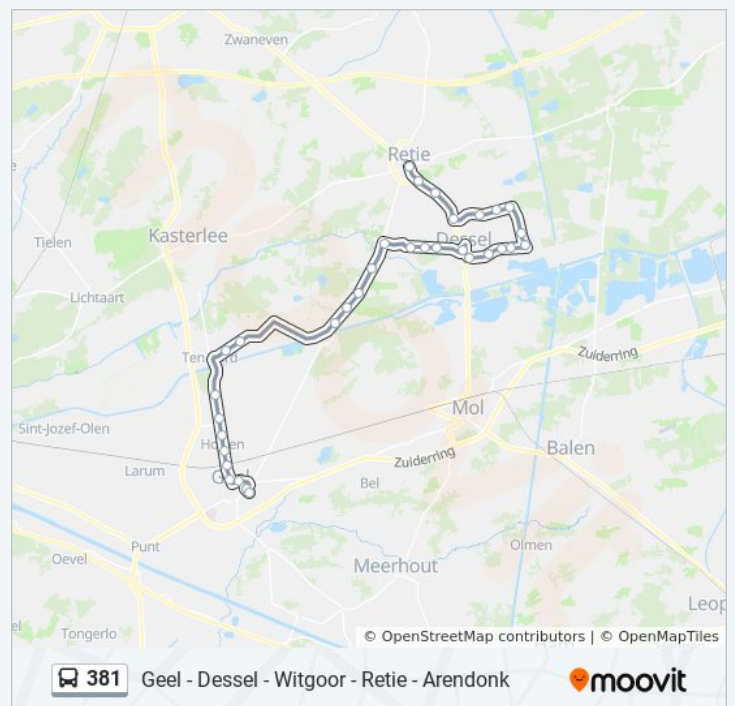 Zwaneven
Retie
Kasterlee
Dessel
Tielen
Lichtaart
Mol
Zuiderring
Sint-Jozef-Olen
Balen
Larum
Zuiderring
Bel
Punt
Olmen
Oevel
Meerhout
Leop
Tongerlo
© OpenStreetMap contributors | © OpenMapTiles
381 Geel - Dessel - Witgoor - Retie - Arendonk moovit